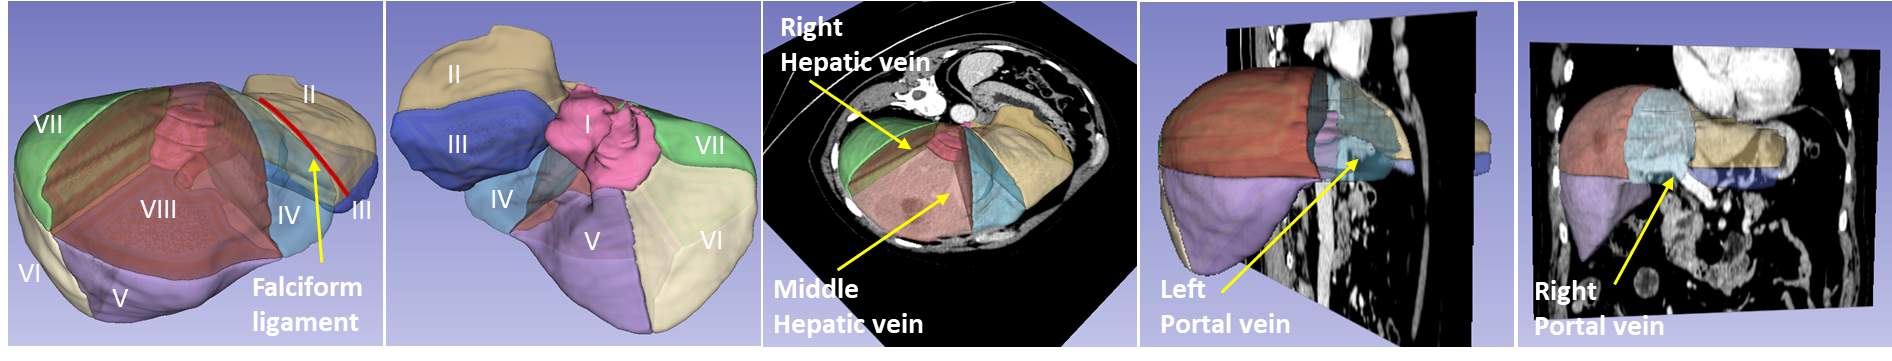 II
VII
VIII
IV
III
VI
V
Falciform
ligament
II
I
III
VII
IV
V
VI
Right
Hepatic vein
Middle
Hepatic vein
Left
Portal vein
Right
Portal vein